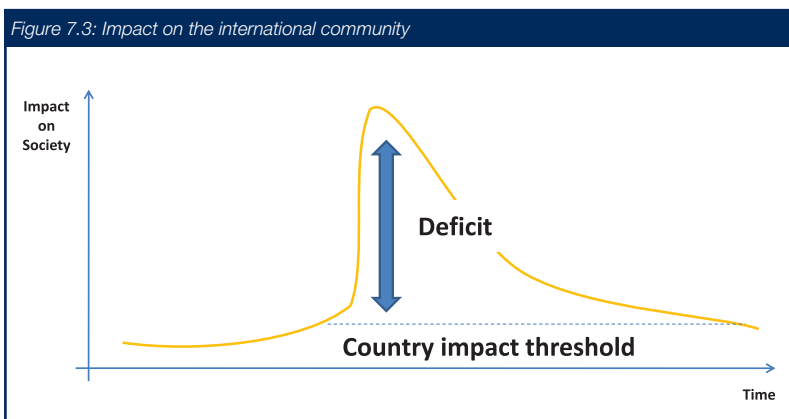 Figure 7.3: Impact on the international community
Impact
on
Society
Deficit
Country impact threshold
Time